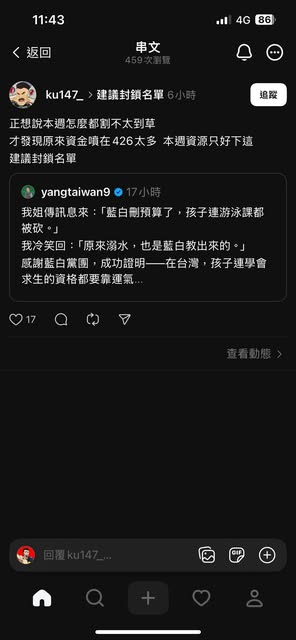 11:43
4G 86
返回
串文
459 次瀏覽
ku147_ > 建議封鎖名單 6小時
追蹤
正想說本週怎麼都割不太到草
才發現原來資金噴在426太多 本週資源只好下這
建議封鎖名單
yangtaiwan9 17小時
我姐傳訊息來：「藍白刪預算了，孩子連游泳課都
被砍。」
我冷笑回：「原來溺水，也是藍白教出來的。」
感謝藍白黨團，成功證明——在台灣，孩子連學會
求生的資格都要靠運氣...
17
查看動態 >
回覆ku147_...
GIF